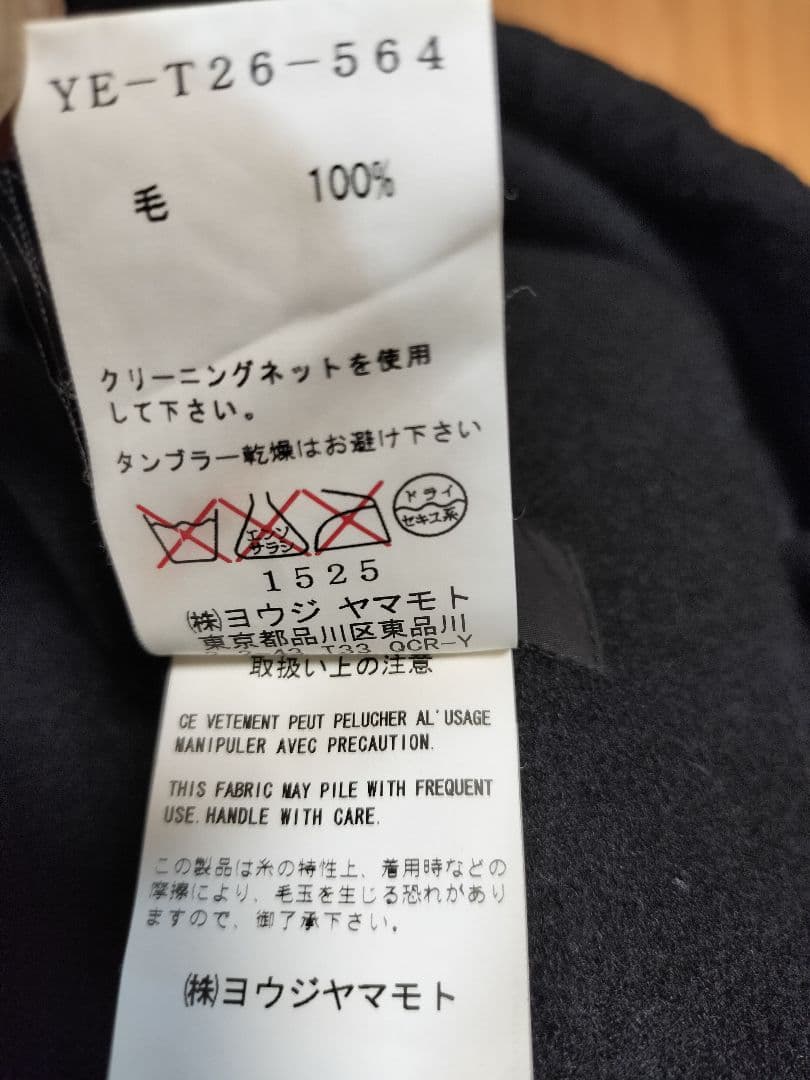 YE-T26-564
毛 100%
クリーニングネットを使用
して下さい。
タンブラー乾燥はお避け下さい
エンソ
サラシ
ドライ
セキユ系
1525
㈱ヨウジ ヤマモト
東京都品川区東品川
T33 QCR-Y
取扱い上の注意
CE VETEMENT PEUT PELUCHER AL'USAGE
MANIPULER AVEC PRECAUTION.
THIS FABRIC MAY PILE WITH FREQUENT
USE. HANDLE WITH CARE.
この製品は糸の特性上、着用時などの
摩擦により、毛玉を生じる恐れがあり
ますので、御了承下さい。
㈱ヨウジヤマモト